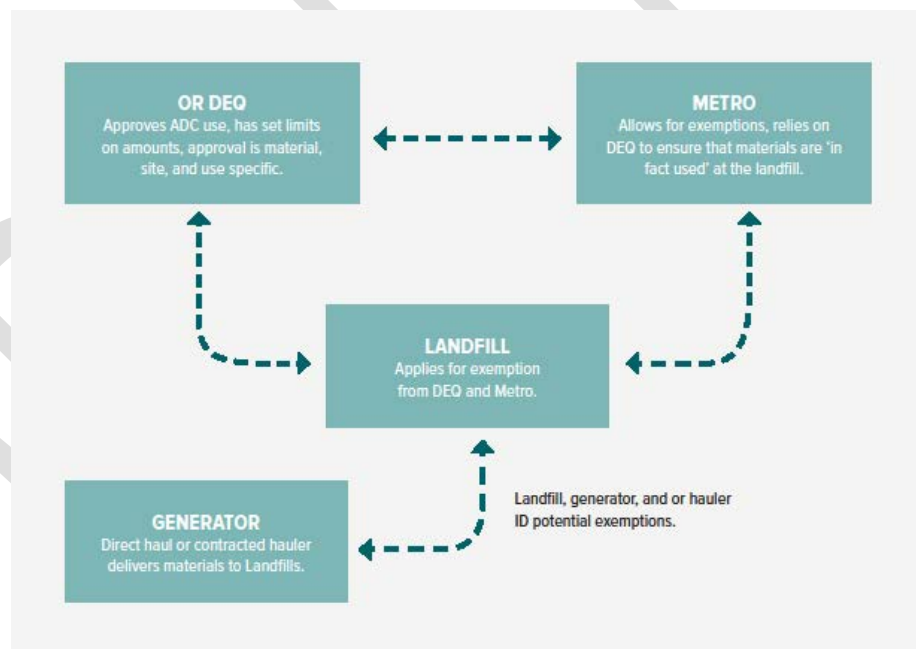 OR DEQ
Approves ADC use, has set limits
on amounts, approval is material,
site, and use specific.
METRO
Allows for exemptions, relies on
DEQ to ensure that materials are ‘in
fact used’ at the landfill.
LANDFILL
Applies for exemption
from DEQ and Metro.
Landfill, generator, and or hauler
ID potential exemptions.
GENERATOR
Direct haul or contracted hauler
delivers materials to Landfills.